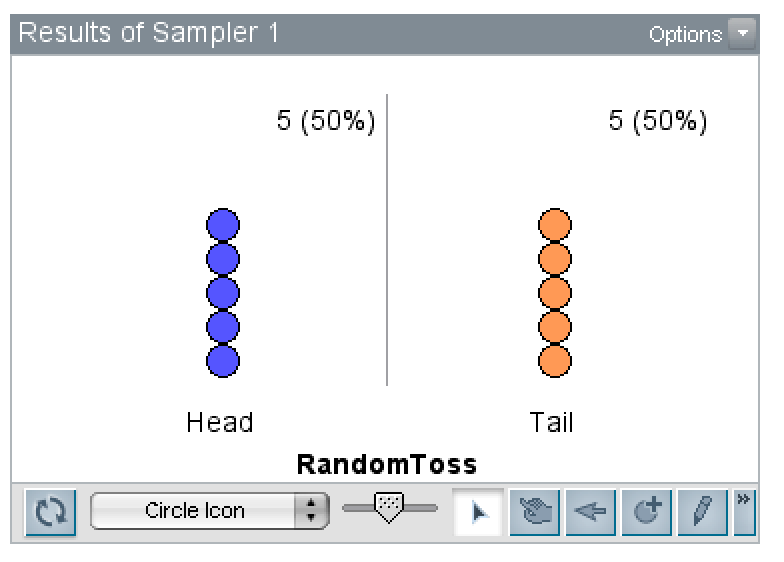 Results of Sampler 1
Options
5 (50%)
5 (50%)
Head
Tail
RandomToss
Circle Icon